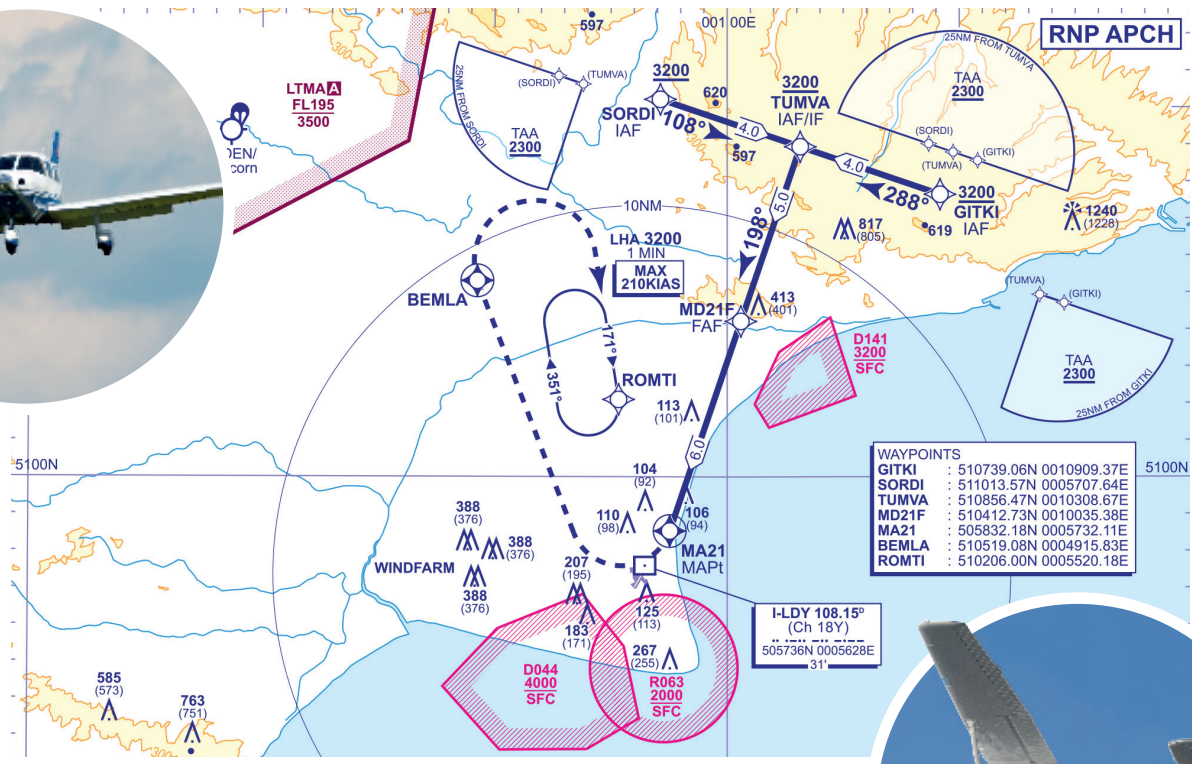 RNP APCH
597
001 00E
LTMA A
FL195
3500
25NM FROM SORDI
(SORDI)
(TUMVA)
TAA
2300
3200
SORDI
IAF
620
108°
4.0
597
3200
TUMVA
IAF/IF
25NM FROM TUMVA
TAA
2300
(SORDI)
(TUMVA)
(GITKI)
4.0
288°
3200
GITKI
IAF
619
817
(805)
1240
(1228)
300
DEN/
corn
10NM
5.0
198°
LHA 3200
1 MIN
MAX
210KIAS
BEMLA
MD21F
FAF
413
(401)
171°
351°
ROMTI
D141
3200
SFC
(TUMVA)
(GITKI)
TAA
2300
25NM FROM GITKI
113
(101)
6.0
5100N
5100N
WAYPOINTS
GITKI : 510739.06N 0010909.37E
SORDI : 511013.57N 0005707.64E
TUMVA : 510856.47N 0010308.67E
MD21F : 510412.73N 0010035.38E
MA21 : 505832.18N 0005732.11E
BEMLA : 510519.08N 0004915.83E
ROMPt : 510206.00N 0005520.18E
104
(92)
110
(98)
106
(94)
MA21
MAPt
388
(376)
388
(376)
WINDFARM
388
(376)
207
(195)
183
(171)
125
(113)
267
(255)
I-LDY 108.15D
(Ch 18Y)
505736N 0005628E
31'
D044
4000
SFC
R063
2000
SFC
585
(573)
763
(751)
300